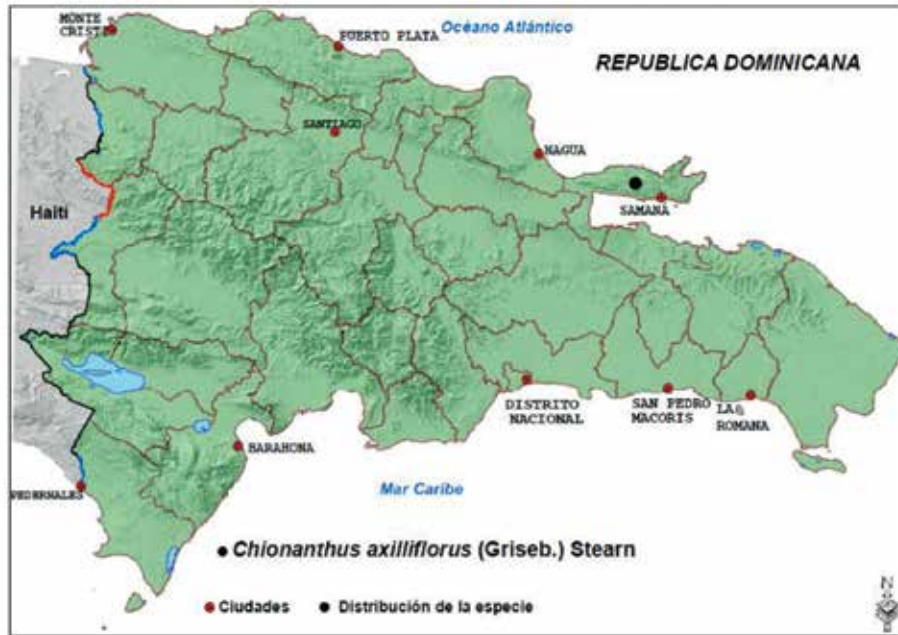 MONTE
CRISTI
PUERTO PLATA
Océano Atlántico
REPUBLICA DOMINICANA
SANTIAGO
NAGUA
SAMANÁ
Haití
DISTRITO
NACIONAL
SAN PEDRO
MACORIS
LA
ROMANA
BARAHONA
PEDERNALES
Mar Caribe
Chionanthus axilliflorus (Griseb.) Stearn
Ciudades
Distribución de la especie
N